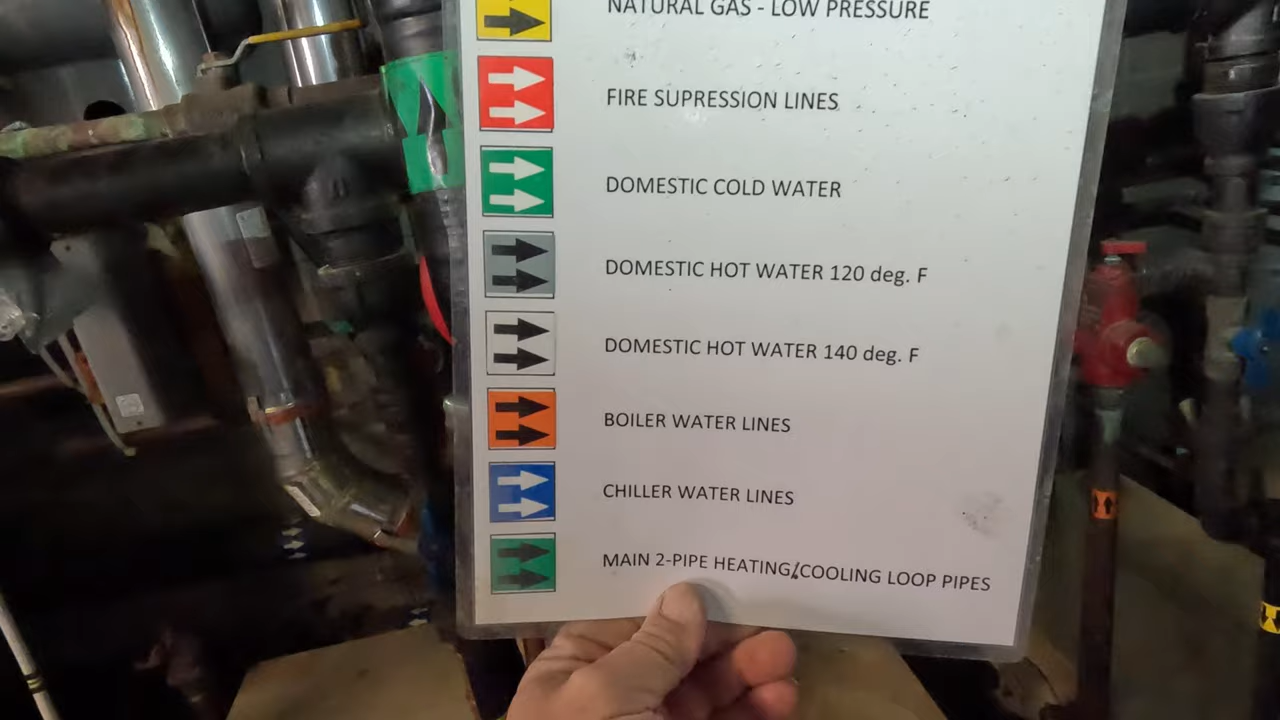 NATURAL GAS - LOW PRESSURE
FIRE SUPRESSION LINES
DOMESTIC COLD WATER
DOMESTIC HOT WATER 120 deg. F
DOMESTIC HOT WATER 140 deg. F
BOILER WATER LINES
CHILLER WATER LINES
MAIN 2-PIPE HEATING/COOLING LOOP PIPES